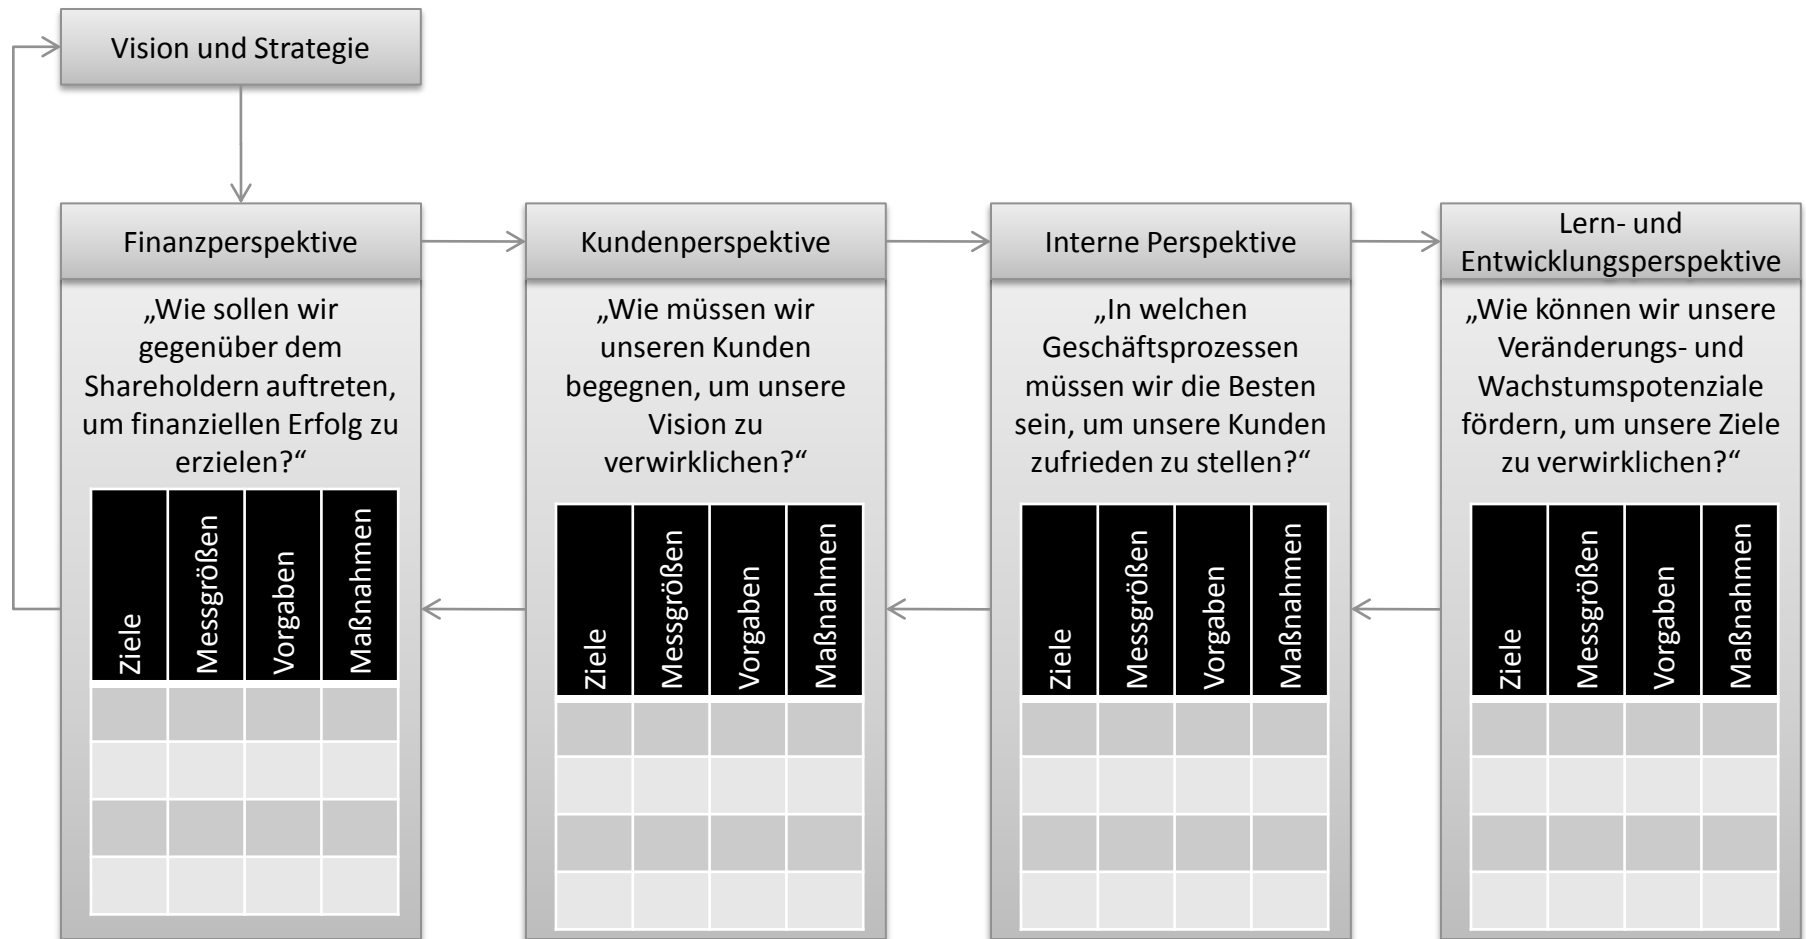 Vision und Strategie
Finanzperspektive
„Wie sollen wir
gegenüber dem
Shareholdern auftreten,
um finanziellen Erfolg zu
erzielen?“
Ziele
Messgrößen
Vorgaben
Maßnahmen
Kundenperspektive
„Wie müssen wir
unseren Kunden
begegnen, um unsere
Vision zu
verwirklichen?“
Ziele
Messgrößen
Vorgaben
Maßnahmen
Interne Perspektive
„In welchen
Geschäftsprozessen
müssen wir die Besten
sein, um unsere Kunden
zufrieden zu stellen?“
Ziele
Messgrößen
Vorgaben
Maßnahmen
Lern- und
Entwicklungsperspektive
„Wie können wir unsere
Veränderungs- und
Wachstumspotenziale
fördern, um unsere Ziele
zu verwirklichen?“
Ziele
Messgrößen
Vorgaben
Maßnahmen